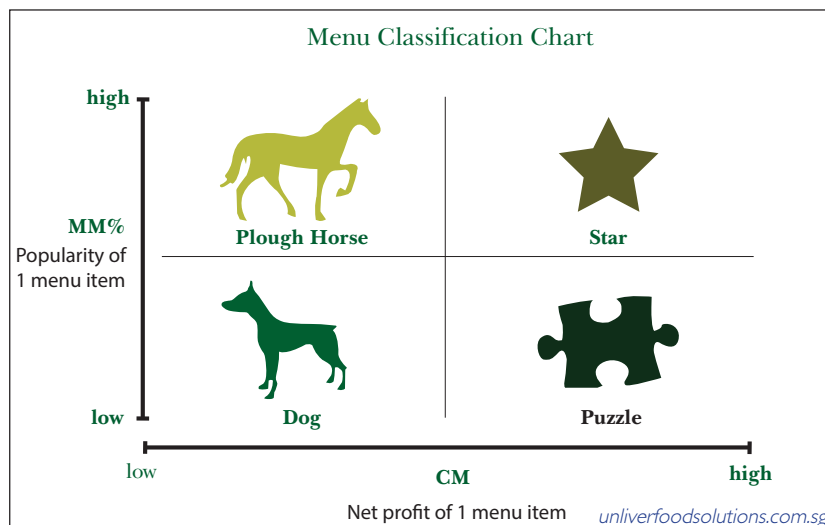 Menu Classification Chart
high
MM%
Popularity of
1 menu item
Plough Horse
Star
low
Dog
Puzzle
low
CM
high
Net profit of 1 menu item
unliverfoodsolutions.com.sg